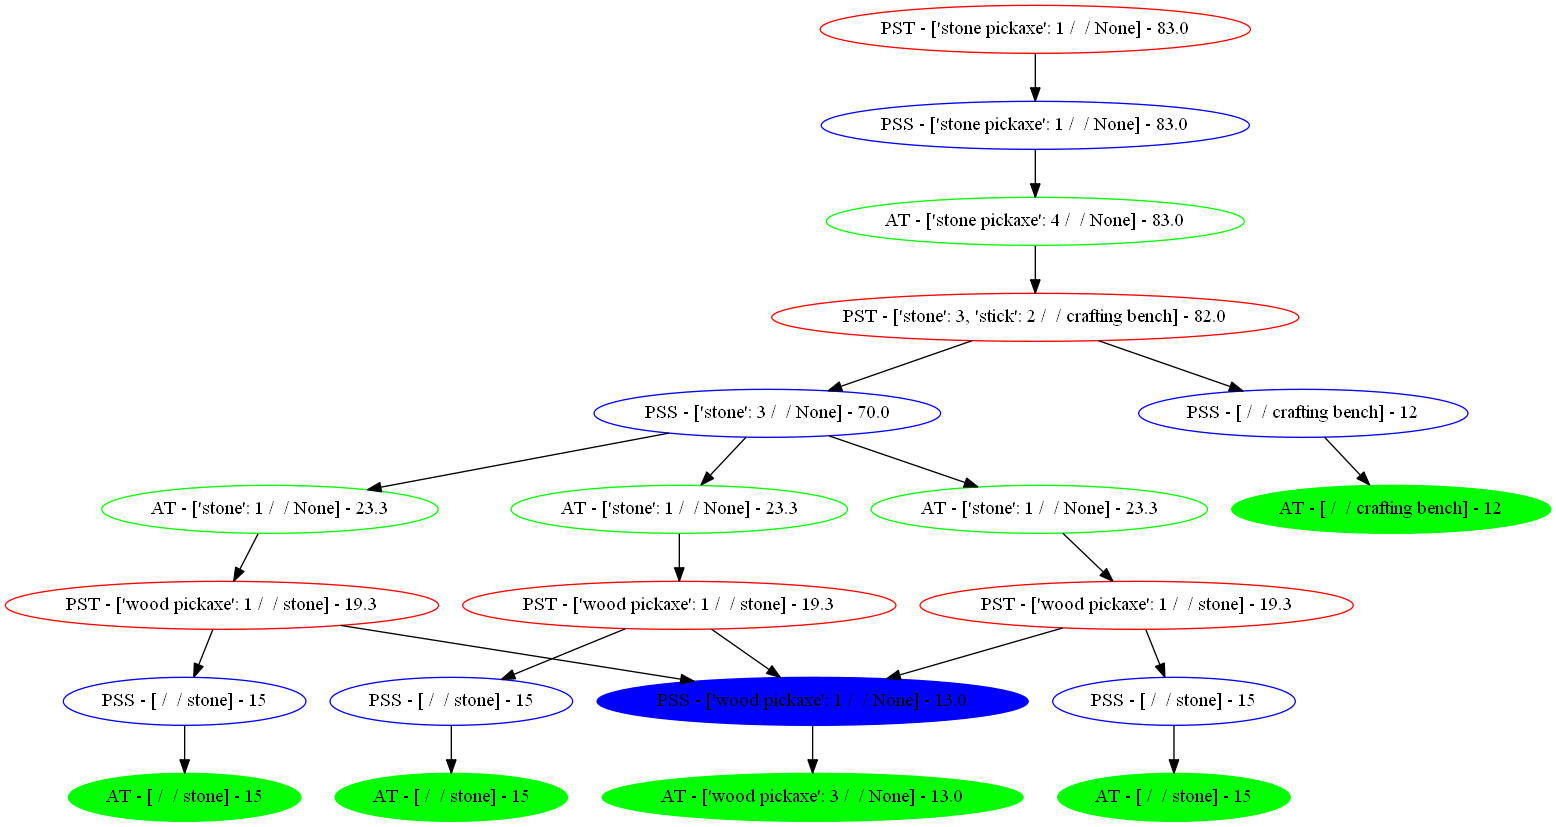 PST - ['stone pickaxe': 1 /  / None] - 83.0
PSS - ['stone pickaxe': 1 /  / None] - 83.0
AT - ['stone pickaxe': 4 /  / None] - 83.0
PST - ['stone': 3, 'stick': 2 /  / crafting bench] - 82.0
PSS - ['stone': 3 /  / None] - 70.0
PSS - [ /  / crafting bench] - 12
AT - ['stone': 1 /  / None] - 23.3
AT - ['stone': 1 /  / None] - 23.3
AT - ['stone': 1 /  / None] - 23.3
AT - [ /  / crafting bench] - 12
PST - ['wood pickaxe': 1 /  / stone] - 19.3
PST - ['wood pickaxe': 1 /  / stone] - 19.3
PST - ['wood pickaxe': 1 /  / stone] - 19.3
PSS - [ /  / stone] - 15
PSS - [ /  / stone] - 15
PSS - ['wood pickaxe': 1 /  / None] - 13.0
PSS - [ /  / stone] - 15
AT - [ /  / stone] - 15
AT - [ /  / stone] - 15
AT - ['wood pickaxe': 3 /  / None] - 13.0
AT - [ /  / stone] - 15